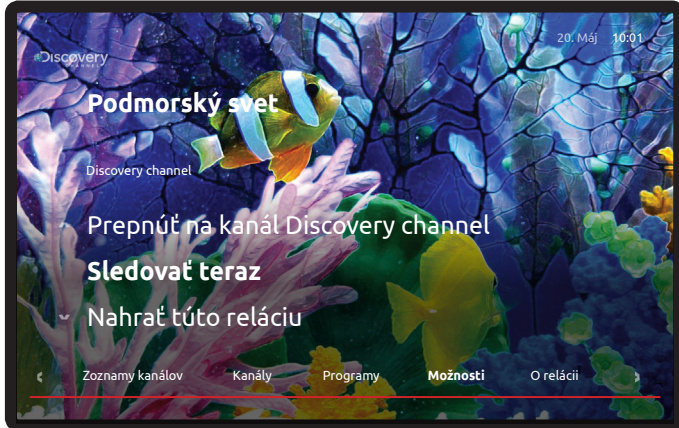 Discovery
CHANNEL
20. Máj 10:01
Podmorský svet
Discovery channel
Prepnúť na kanál Discovery channel
Sledovať teraz
Nahrať túto reláciu
Zoznamy kanálov Kanály Programy Možnosti O relácii